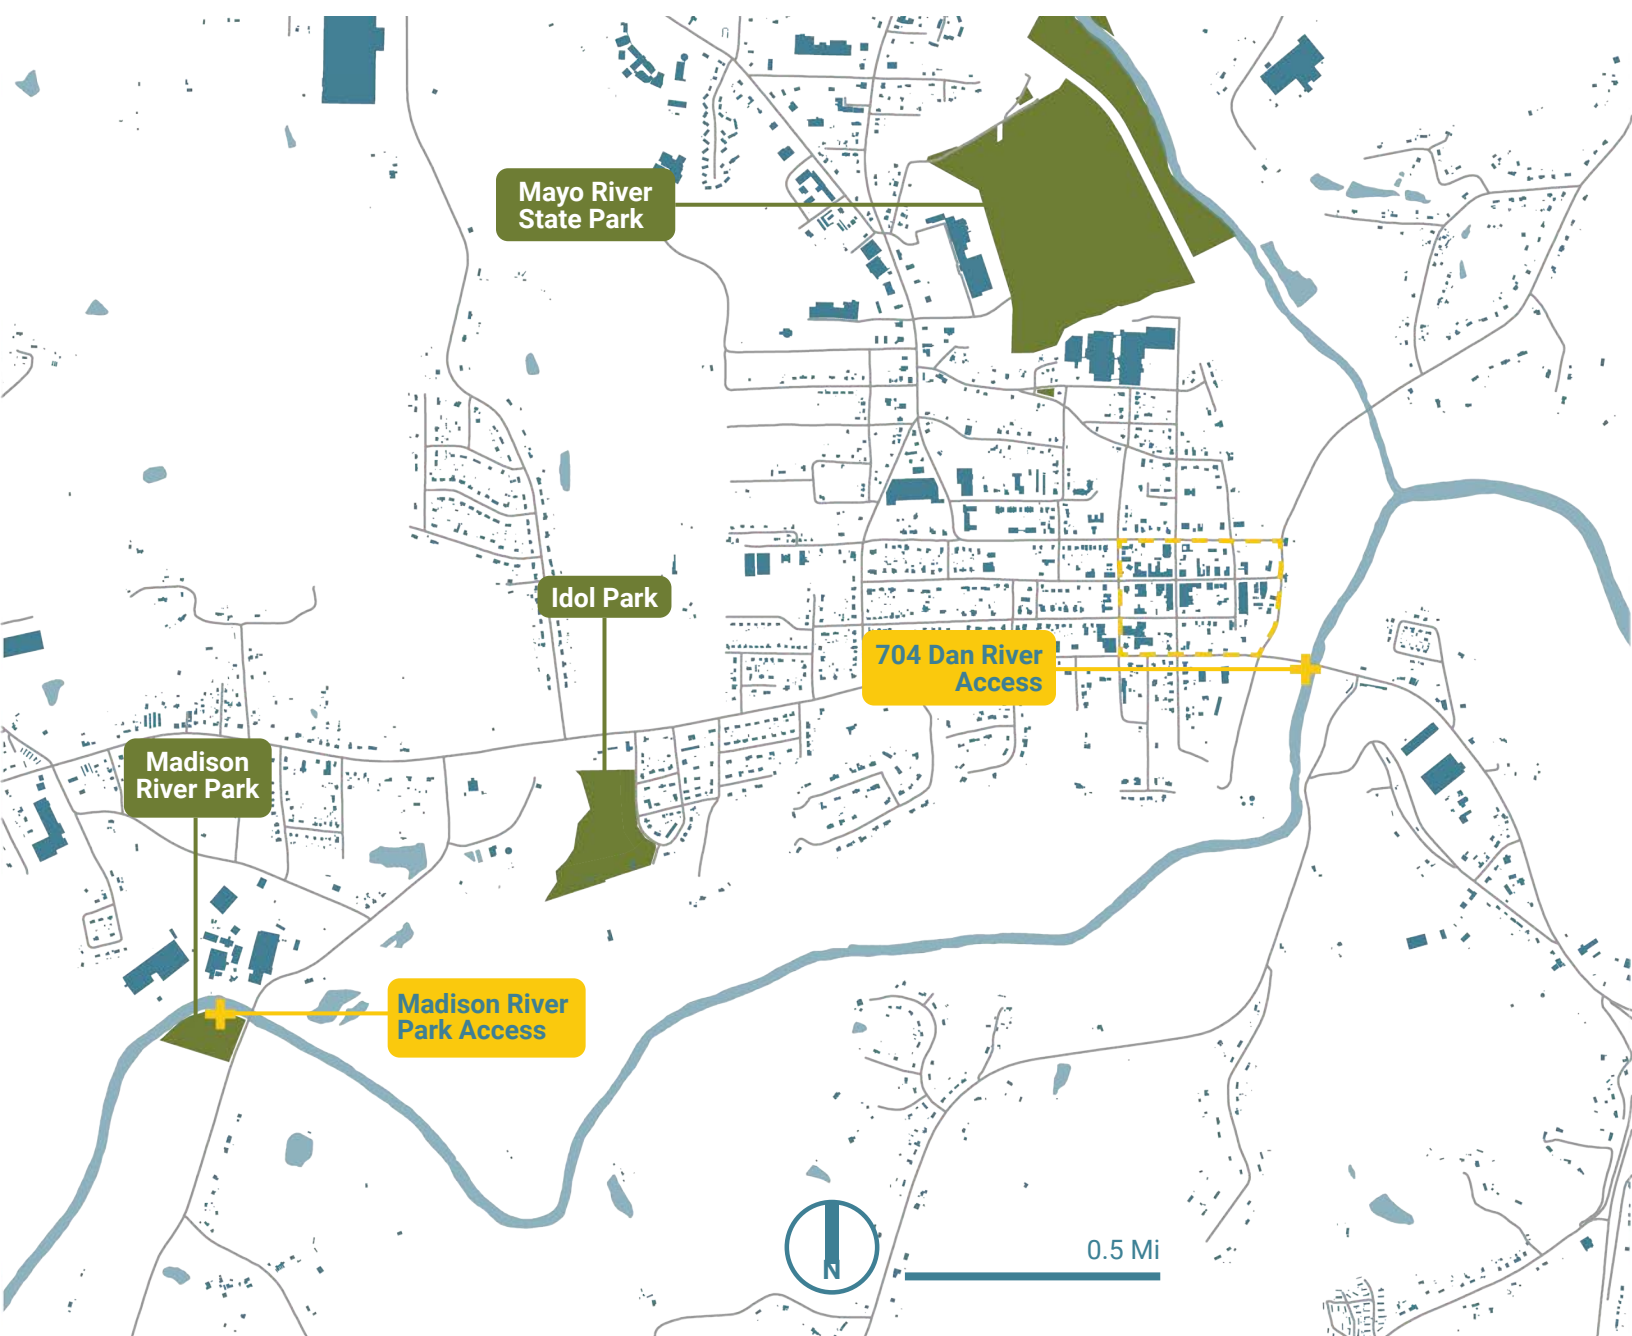 Mayo River
State Park
Idol Park
704 Dan River
Access
Madison
River Park
Madison River
Park Access
N
0.5 Mi